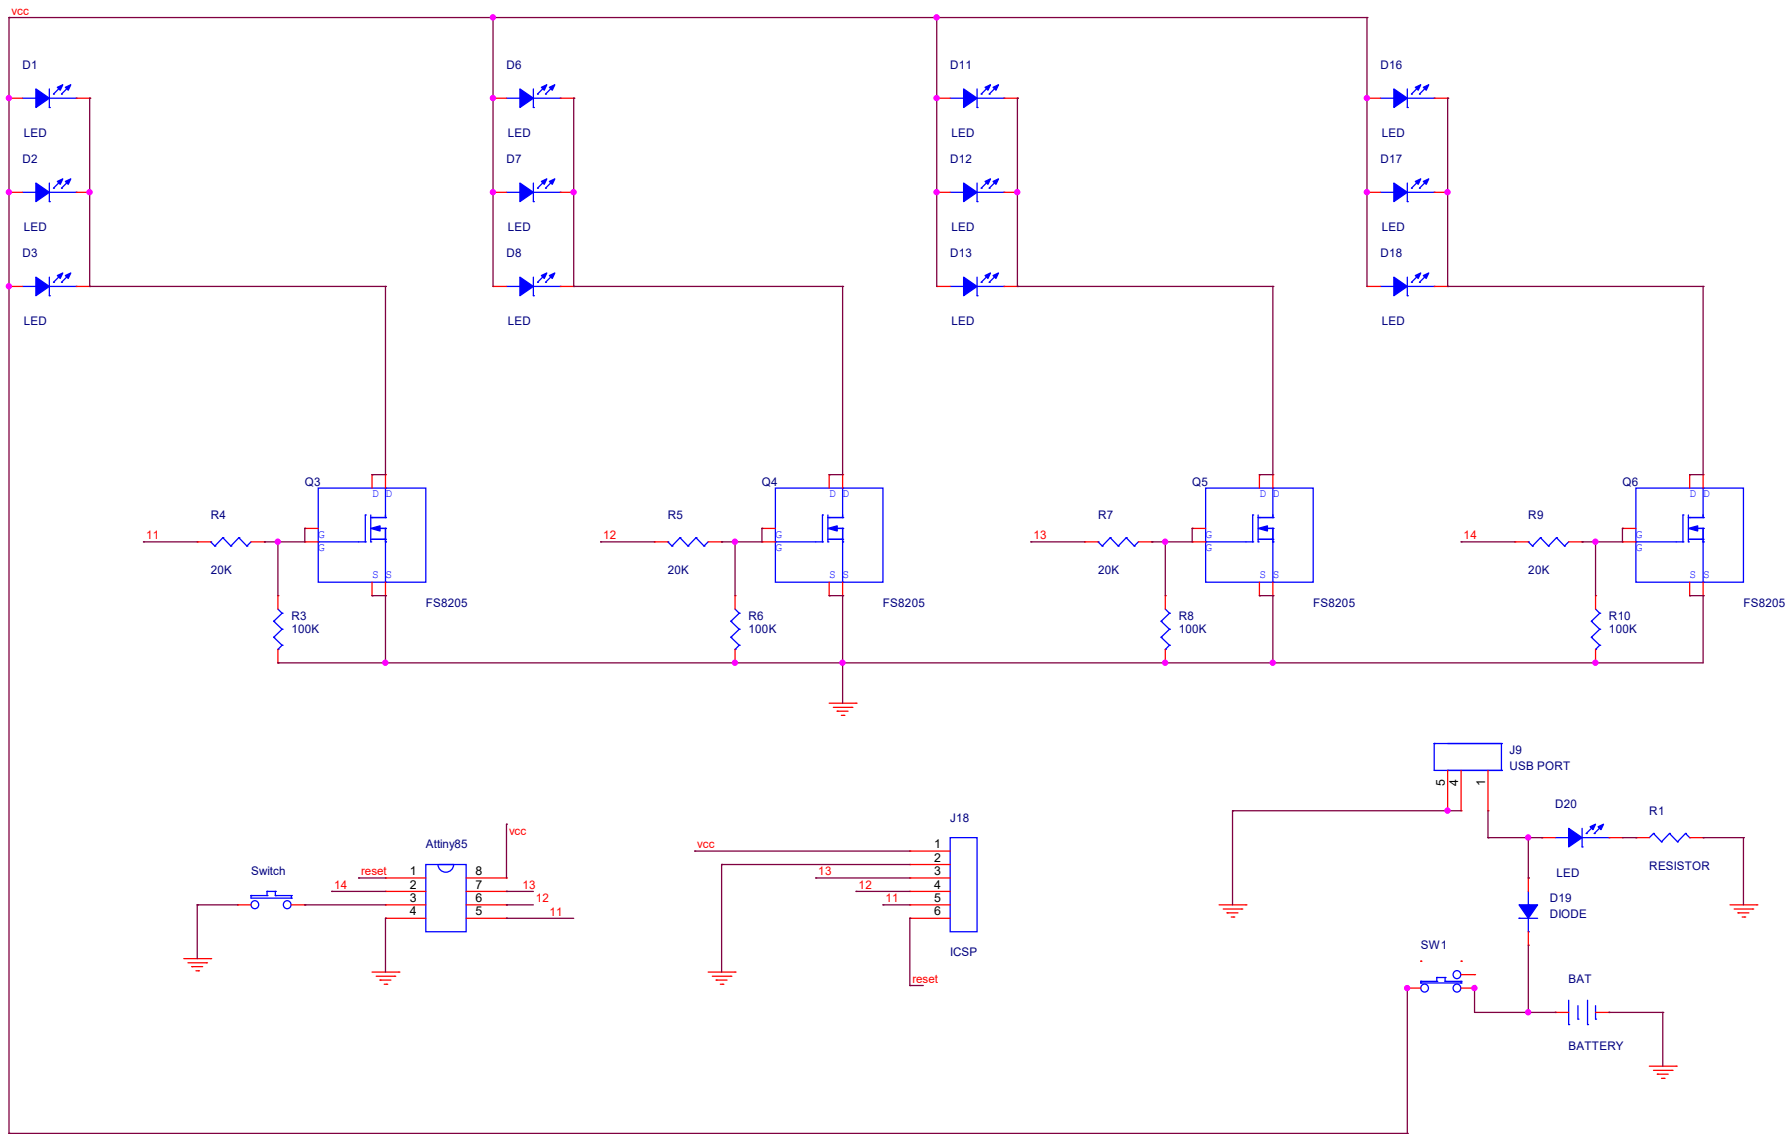 vcc
D1
D6
D11
D16
LED
LED
LED
LED
D2
D7
D12
D17
LED
LED
LED
LED
D3
D8
D13
D18
LED
LED
LED
LED
Q3
Q4
Q5
Q6
D D
D D
D D
D D
R4
R5
R7
R9
11
12
13
14
G
G
G
G
G
G
G
G
20K
20K
20K
20K
S S
S S
S S
S S
FS8205
FS8205
FS8205
FS8205
R3
100K
R6
100K
R8
100K
R10
100K
J9
USB PORT
5 4 1
D20
R1
LED
RESISTOR
D19
DIODE
SW1
BAT
BATTERY
Attiny85
vcc
Switch
reset 1 8
14 2 7 13
3 6 12
4 5 11
J18
vcc 1
2
13 3
12 4
11 5
6
ICSP
reset